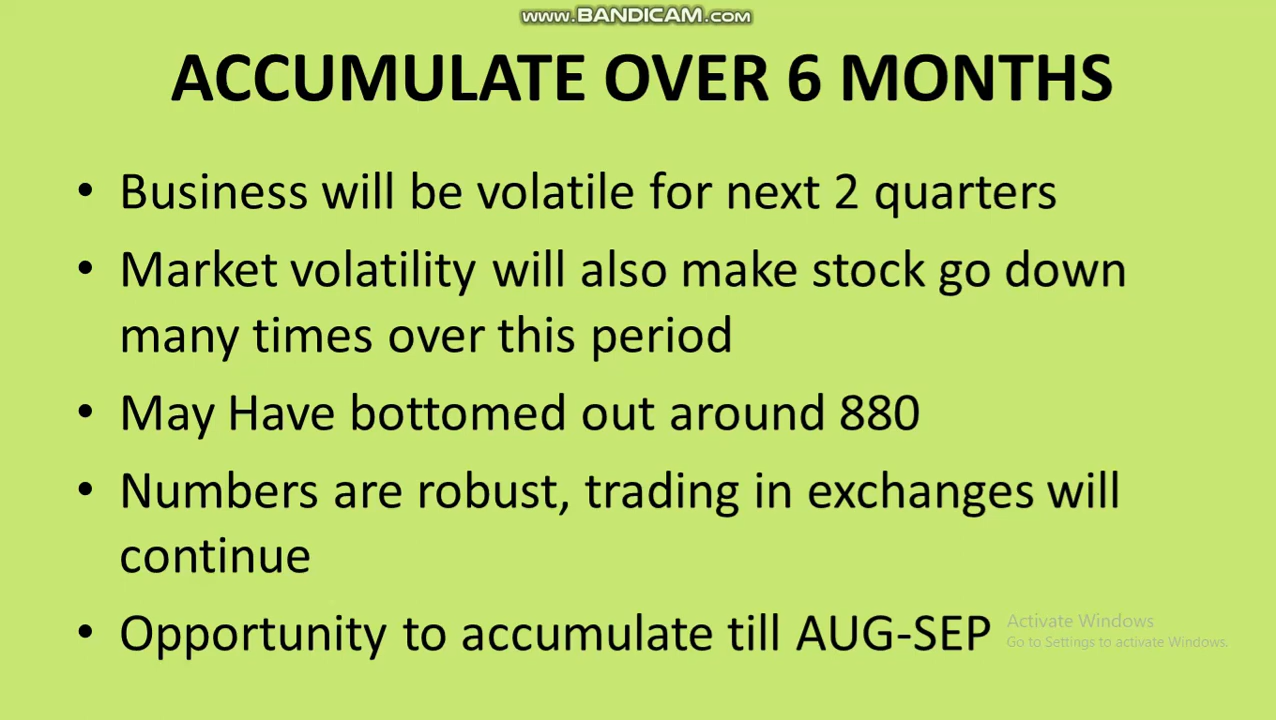 www.BANDICAM.com
ACCUMULATE OVER 6 MONTHS
• Business will be volatile for next 2 quarters
• Market volatility will also make stock go down
many times over this period
• May Have bottomed out around 880
• Numbers are robust, trading in exchanges will
continue
• Opportunity to accumulate till AUG-SEP
Activate Windows
Go to Settings to activate Windows.